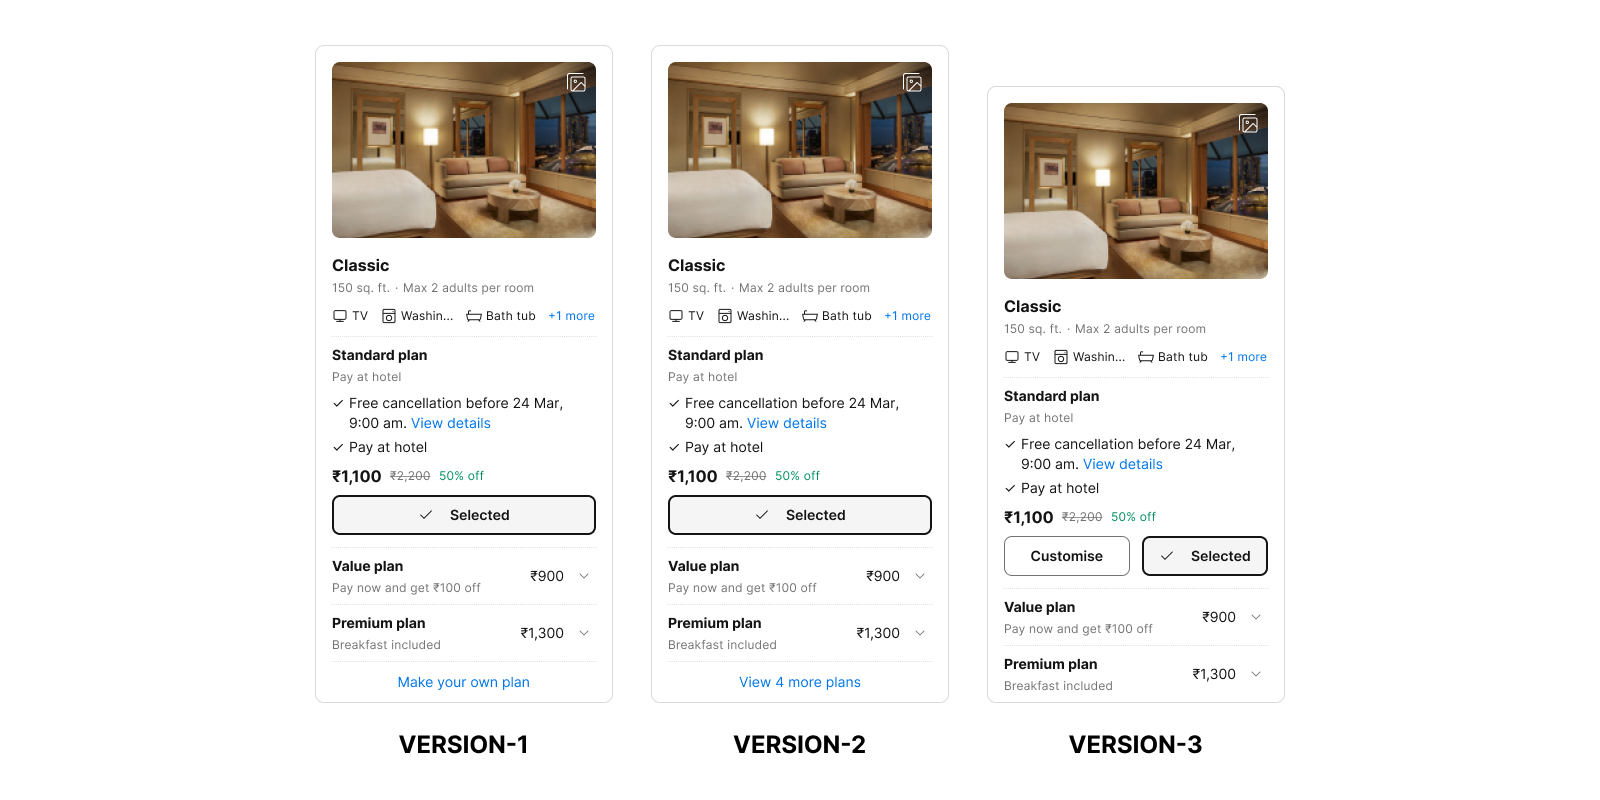 Classic
150 sq. ft. · Max 2 adults per room
TV Washin... Bath tub +1 more
Standard plan
Pay at hotel
Free cancellation before 24 Mar,
9:00 am. View details
Pay at hotel
₹1,100 ₹2,200 50% off
Selected
Value plan
Pay now and get ₹100 off
₹900
Premium plan
Breakfast included
₹1,300
Make your own plan
VERSION-1
Classic
150 sq. ft. · Max 2 adults per room
TV Washin... Bath tub +1 more
Standard plan
Pay at hotel
Free cancellation before 24 Mar,
9:00 am. View details
Pay at hotel
₹1,100 ₹2,200 50% off
Selected
Value plan
Pay now and get ₹100 off
₹900
Premium plan
Breakfast included
₹1,300
View 4 more plans
VERSION-2
Classic
150 sq. ft. · Max 2 adults per room
TV Washin... Bath tub +1 more
Standard plan
Pay at hotel
Free cancellation before 24 Mar,
9:00 am. View details
Pay at hotel
₹1,100 ₹2,200 50% off
Customise Selected
Value plan
Pay now and get ₹100 off
₹900
Premium plan
Breakfast included
₹1,300
VERSION-3